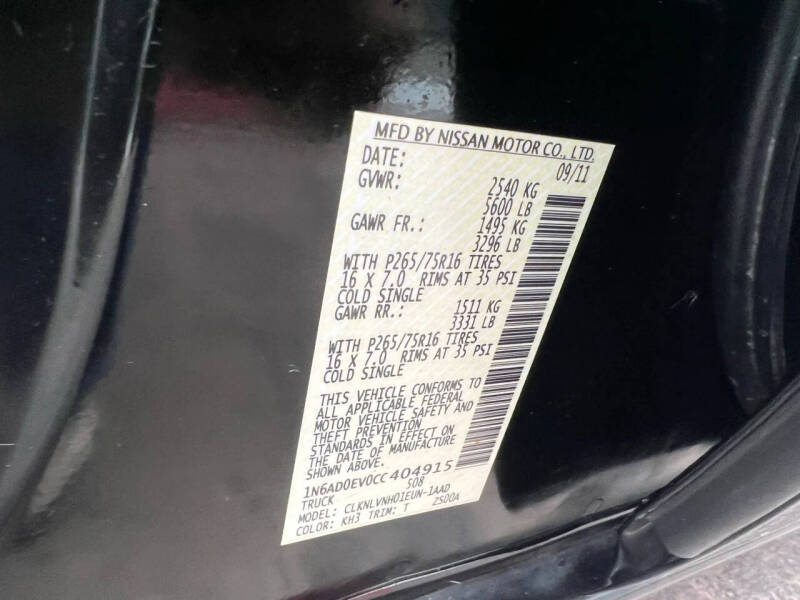 MFD BY NISSAN MOTOR CO., LTD.
DATE: 09/11
GVWR: 2540 KG
5600 LB
GAWR FR.: 1495 KG
3296 LB
WITH P265/75R16 TIRES
16 X 7.0 RIMS AT 35 PSI
COLD SINGLE
GAWR RR.: 1511 KG
3331 LB
WITH P265/75R16 TIRES
16 X 7.0 RIMS AT 35 PSI
COLD SINGLE
THIS VEHICLE CONFORMS TO
ALL APPLICABLE FEDERAL
MOTOR VEHICLE SAFETY AND
THEFT PREVENTION
STANDARDS IN EFFECT ON
THE DATE OF MANUFACTURE
SHOWN ABOVE.
1N6AD0EV0CC404915
TRUCK 508
MODEL: CLKNLVNH01EUN-1AAD
COLOR: KH3 TRIM: T 2S00A